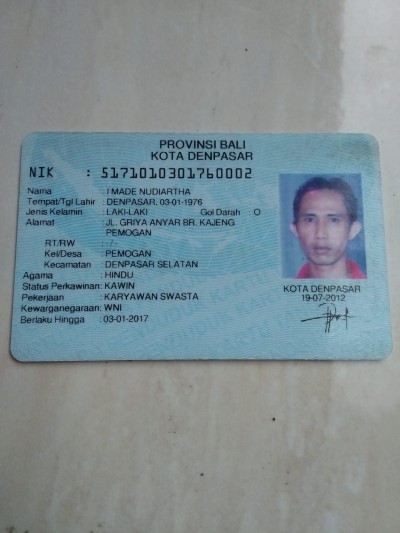 PROVINSI BALI
KOTA DENPASAR
NIK : 5171010301760002
Nama : I MADE NUDIARTHA
Tempat/Tgl Lahir : DENPASAR, 03-01-1976
Jenis Kelamin : LAKI-LAKI Gol Darah O
Alamat : JL. GRIYA ANYAR BR. KAJENG
PEMOGAN
RT/RW : -/-
Kel/Desa : PEMOGAN
Kecamatan : DENPASAR SELATAN
Agama : HINDU
Status Perkawinan: KAWIN
Pekerjaan : KARYAWAN SWASTA
Kewarganegaraan: WNI
Berlaku Hingga : 03-01-2017
KOTA DENPASAR
19-07-2012